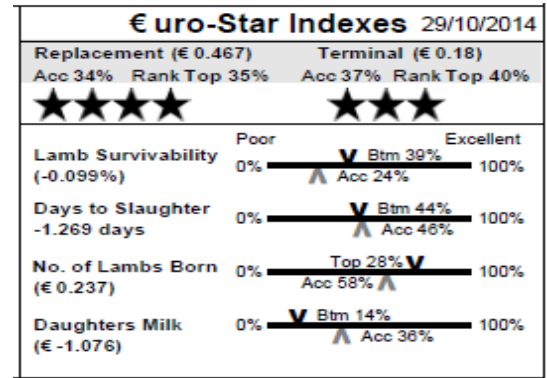 €uro-Star Indexes 29/10/2014
Replacement (€ 0.467) Terminal (€ 0.18)
Acc 34% Rank Top 35% Acc 37% Rank Top 40%
Poor Excellent
Lamb Survivability
(-0.099%)
0% Btm 39% 100%
Acc 24%
Days to Slaughter
-1.269 days
0% Btm 44% 100%
Acc 46%
No. of Lambs Born
(€ 0.237)
0% Top 28% 100%
Acc 58%
Daughters Milk
(€ -1.076)
0% Btm 14% 100%
Acc 36%